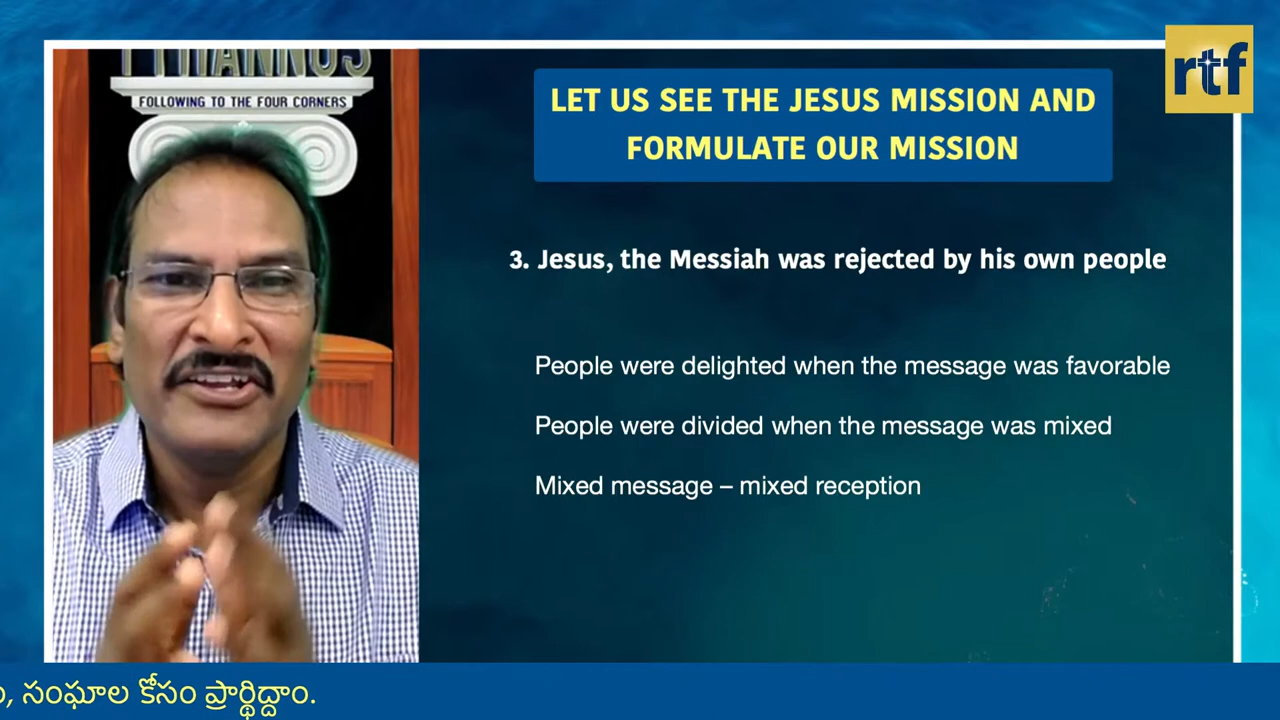 TYRANNUS
FOLLOWING TO THE FOUR CORNERS
rtf
LET US SEE THE JESUS MISSION AND
FORMULATE OUR MISSION
3. Jesus, the Messiah was rejected by his own people
People were delighted when the message was favorable
People were divided when the message was mixed
Mixed message – mixed reception
, సంఘాల కోసం ప్రార్థిద్దాం.